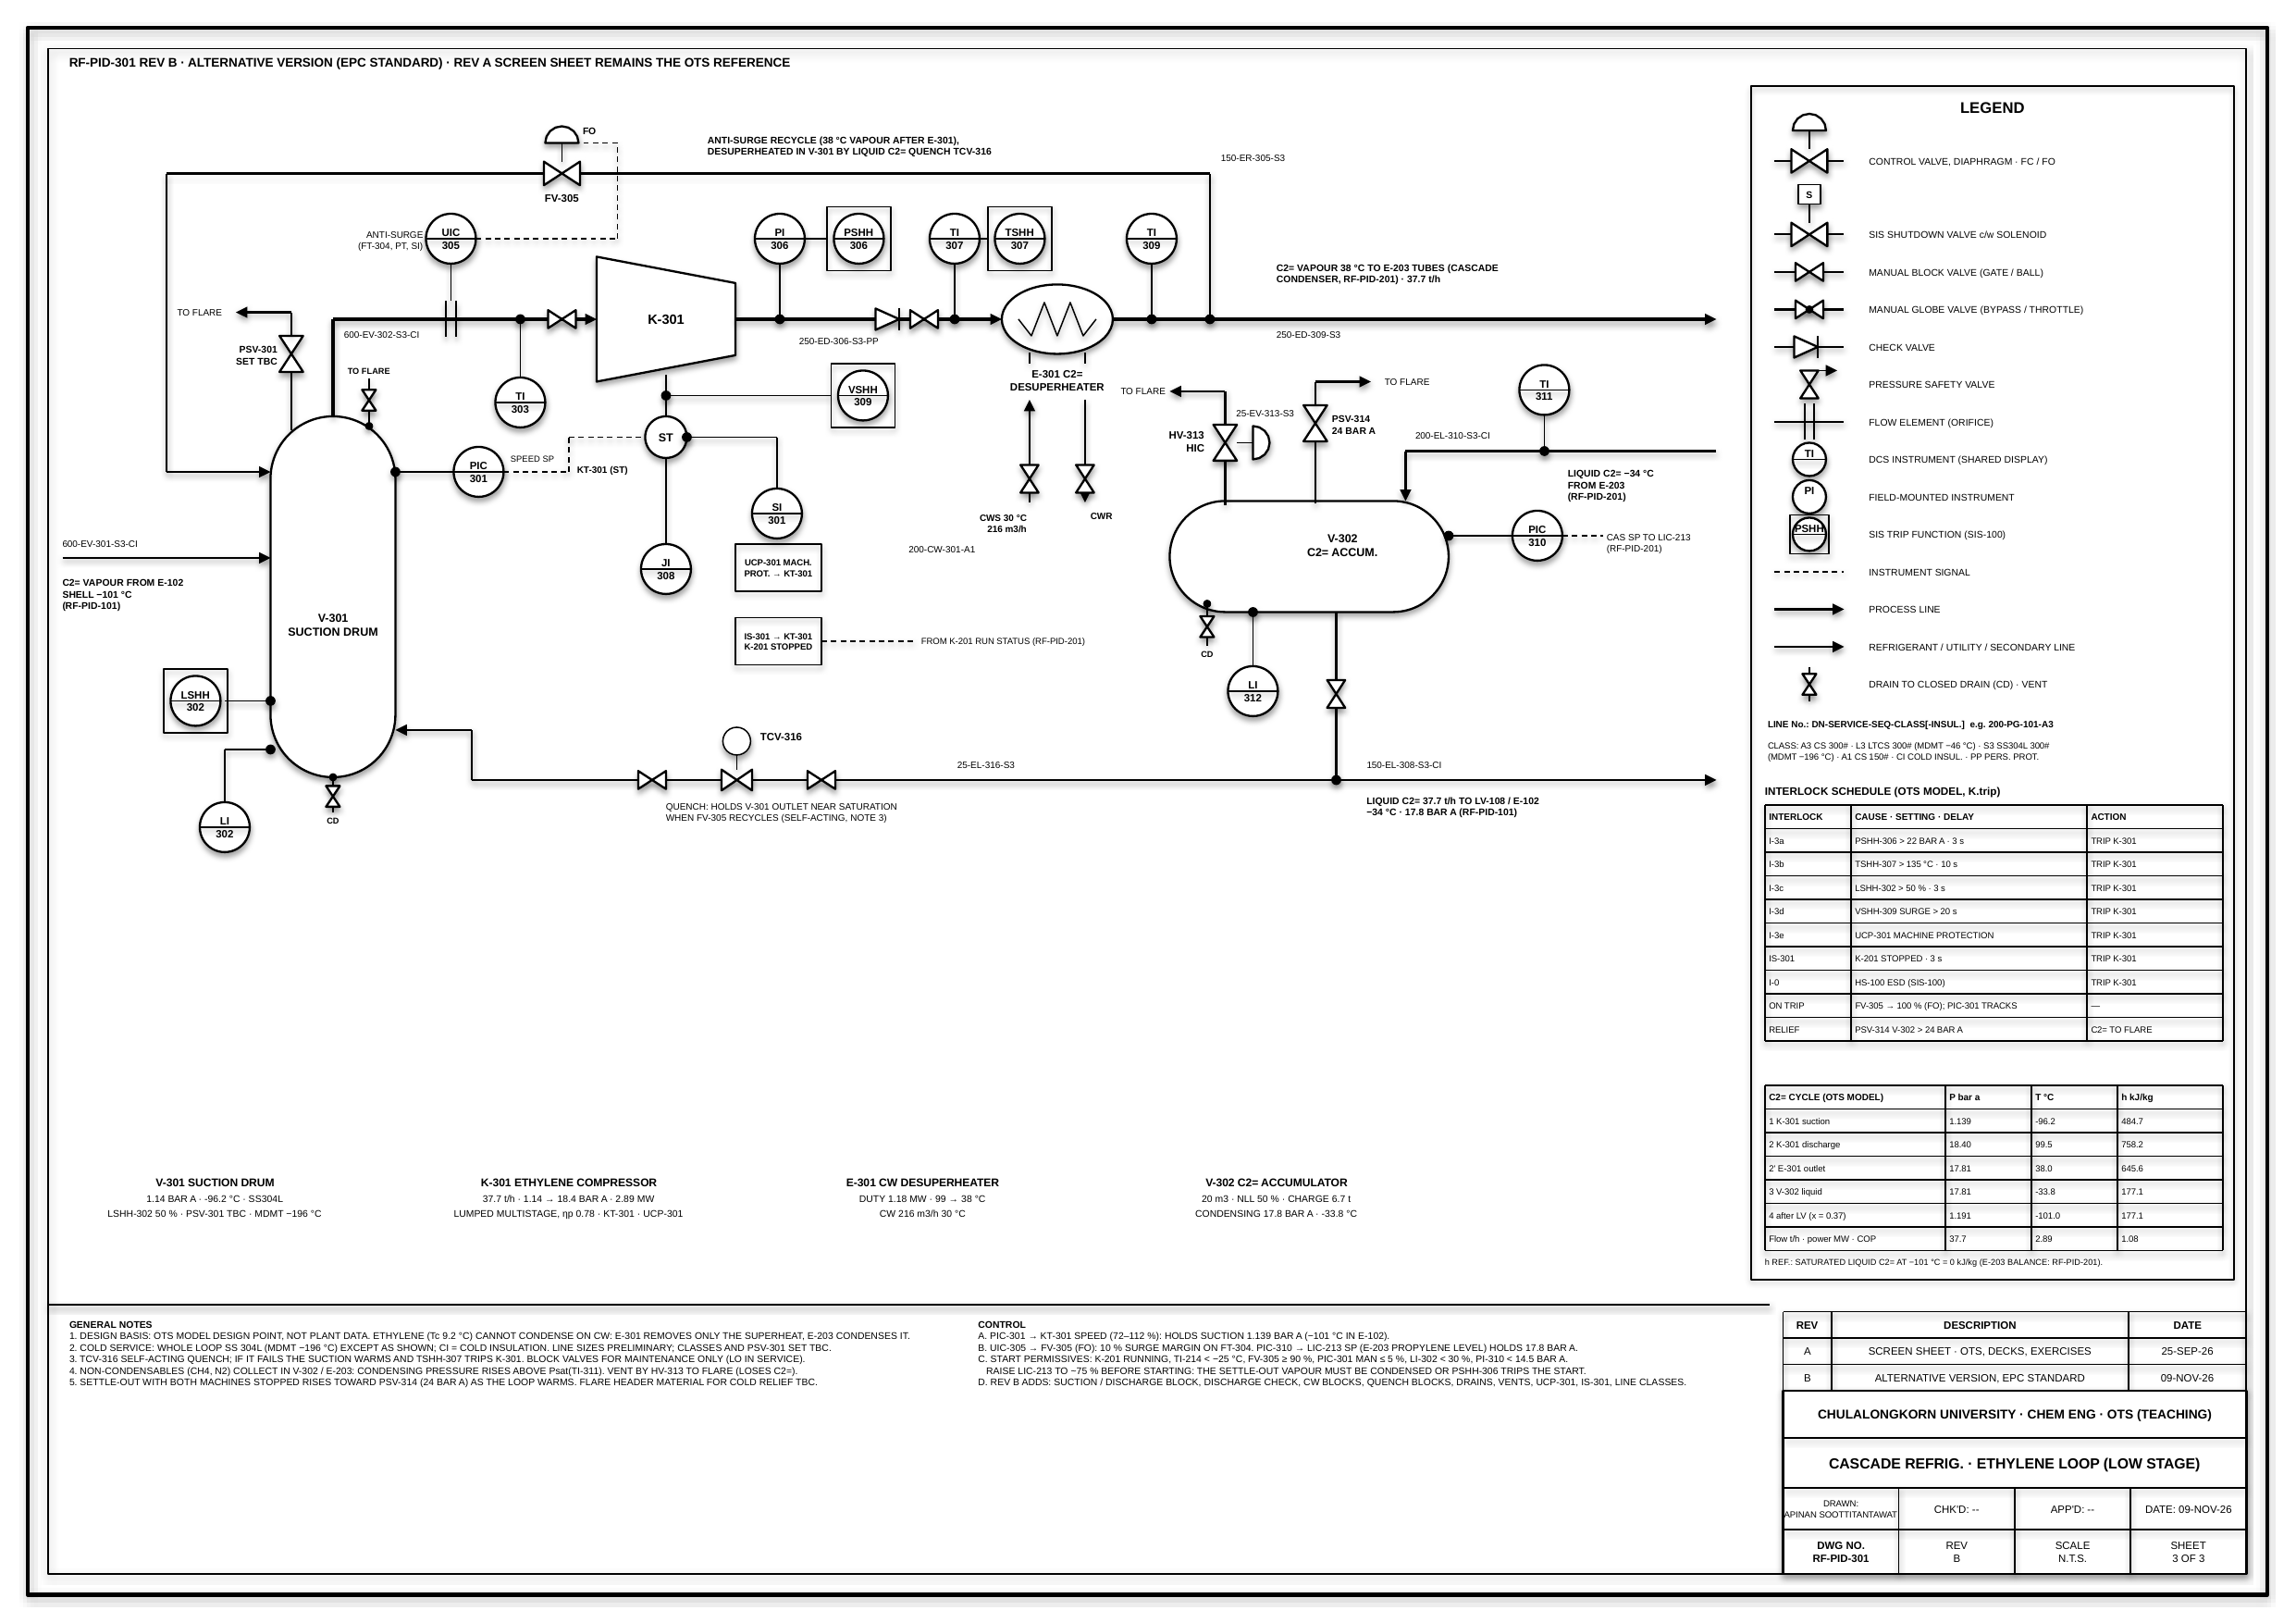 RF-PID-301 REV B · ALTERNATIVE VERSION (EPC STANDARD) · REV A SCREEN SHEET REMAINS THE OTS REFERENCE
FO
FV-305
ANTI-SURGE RECYCLE (38 °C VAPOUR AFTER E-301),
DESUPERHEATED IN V-301 BY LIQUID C2= QUENCH TCV-316
150-ER-305-S3
ANTI-SURGE
(FT-304, PT, SI)
UIC
305
PI
306
PSHH
306
TI
307
TSHH
307
TI
309
C2= VAPOUR 38 °C TO E-203 TUBES (CASCADE
CONDENSER, RF-PID-201) · 37.7 t/h
TO FLARE
600-EV-302-S3-CI
K-301
250-ED-306-S3-PP
250-ED-309-S3
PSV-301
SET TBC
TO FLARE
TI
303
VSHH
309
E-301 C2=
DESUPERHEATER
TO FLARE
TO FLARE
25-EV-313-S3
PSV-314
24 BAR A
TI
311
HV-313
HIC
200-EL-310-S3-CI
ST
PIC
301
SPEED SP
KT-301 (ST)
LIQUID C2= −34 °C
FROM E-203
(RF-PID-201)
SI
301
CWS 30 °C
216 m3/h
CWR
200-CW-301-A1
V-302
C2= ACCUM.
PIC
310
CAS SP TO LIC-213
(RF-PID-201)
600-EV-301-S3-CI
C2= VAPOUR FROM E-102
SHELL −101 °C
(RF-PID-101)
JI
308
UCP-301 MACH.
PROT. → KT-301
V-301
SUCTION DRUM
IS-301 → KT-301
K-201 STOPPED
FROM K-201 RUN STATUS (RF-PID-201)
CD
LI
312
LSHH
302
TCV-316
25-EL-316-S3
150-EL-308-S3-CI
QUENCH: HOLDS V-301 OUTLET NEAR SATURATION
WHEN FV-305 RECYCLES (SELF-ACTING, NOTE 3)
LIQUID C2= 37.7 t/h TO LV-108 / E-102
−34 °C · 17.8 BAR A (RF-PID-101)
LI
302
CD
V-301 SUCTION DRUM
1.14 BAR A · -96.2 °C · SS304L
LSHH-302 50 % · PSV-301 TBC · MDMT −196 °C
K-301 ETHYLENE COMPRESSOR
37.7 t/h · 1.14 → 18.4 BAR A · 2.89 MW
LUMPED MULTISTAGE, ηp 0.78 · KT-301 · UCP-301
E-301 CW DESUPERHEATER
DUTY 1.18 MW · 99 → 38 °C
CW 216 m3/h 30 °C
V-302 C2= ACCUMULATOR
20 m3 · NLL 50 % · CHARGE 6.7 t
CONDENSING 17.8 BAR A · -33.8 °C
LEGEND
CONTROL VALVE, DIAPHRAGM · FC / FO
S
SIS SHUTDOWN VALVE c/w SOLENOID
MANUAL BLOCK VALVE (GATE / BALL)
MANUAL GLOBE VALVE (BYPASS / THROTTLE)
CHECK VALVE
PRESSURE SAFETY VALVE
FLOW ELEMENT (ORIFICE)
TI
DCS INSTRUMENT (SHARED DISPLAY)
PI
FIELD-MOUNTED INSTRUMENT
PSHH
SIS TRIP FUNCTION (SIS-100)
INSTRUMENT SIGNAL
PROCESS LINE
REFRIGERANT / UTILITY / SECONDARY LINE
DRAIN TO CLOSED DRAIN (CD) · VENT
LINE No.: DN-SERVICE-SEQ-CLASS[-INSUL.] e.g. 200-PG-101-A3
CLASS: A3 CS 300# · L3 LTCS 300# (MDMT −46 °C) · S3 SS304L 300#
(MDMT −196 °C) · A1 CS 150# · CI COLD INSUL. · PP PERS. PROT.
INTERLOCK SCHEDULE (OTS MODEL, K.trip)
INTERLOCK CAUSE · SETTING · DELAY ACTION
I-3a PSHH-306 > 22 BAR A · 3 s TRIP K-301
I-3b TSHH-307 > 135 °C · 10 s TRIP K-301
I-3c LSHH-302 > 50 % · 3 s TRIP K-301
I-3d VSHH-309 SURGE > 20 s TRIP K-301
I-3e UCP-301 MACHINE PROTECTION TRIP K-301
IS-301 K-201 STOPPED · 3 s TRIP K-301
I-0 HS-100 ESD (SIS-100) TRIP K-301
ON TRIP FV-305 → 100 % (FO); PIC-301 TRACKS —
RELIEF PSV-314 V-302 > 24 BAR A C2= TO FLARE
C2= CYCLE (OTS MODEL) P bar a T °C h kJ/kg
1 K-301 suction 1.139 -96.2 484.7
2 K-301 discharge 18.40 99.5 758.2
2' E-301 outlet 17.81 38.0 645.6
3 V-302 liquid 17.81 -33.8 177.1
4 after LV (x = 0.37) 1.191 -101.0 177.1
Flow t/h · power MW · COP 37.7 2.89 1.08
h REF.: SATURATED LIQUID C2= AT −101 °C = 0 kJ/kg (E-203 BALANCE: RF-PID-201).
GENERAL NOTES
1. DESIGN BASIS: OTS MODEL DESIGN POINT, NOT PLANT DATA. ETHYLENE (Tc 9.2 °C) CANNOT CONDENSE ON CW: E-301 REMOVES ONLY THE SUPERHEAT, E-203 CONDENSES IT.
2. COLD SERVICE: WHOLE LOOP SS 304L (MDMT −196 °C) EXCEPT AS SHOWN; CI = COLD INSULATION. LINE SIZES PRELIMINARY; CLASSES AND PSV-301 SET TBC.
3. TCV-316 SELF-ACTING QUENCH; IF IT FAILS THE SUCTION WARMS AND TSHH-307 TRIPS K-301. BLOCK VALVES FOR MAINTENANCE ONLY (LO IN SERVICE).
4. NON-CONDENSABLES (CH4, N2) COLLECT IN V-302 / E-203: CONDENSING PRESSURE RISES ABOVE Psat(TI-311). VENT BY HV-313 TO FLARE (LOSES C2=).
5. SETTLE-OUT WITH BOTH MACHINES STOPPED RISES TOWARD PSV-314 (24 BAR A) AS THE LOOP WARMS. FLARE HEADER MATERIAL FOR COLD RELIEF TBC.
CONTROL
A. PIC-301 → KT-301 SPEED (72–112 %): HOLDS SUCTION 1.139 BAR A (−101 °C IN E-102).
B. UIC-305 → FV-305 (FO): 10 % SURGE MARGIN ON FT-304. PIC-310 → LIC-213 SP (E-203 PROPYLENE LEVEL) HOLDS 17.8 BAR A.
C. START PERMISSIVES: K-201 RUNNING, TI-214 < −25 °C, FV-305 ≥ 90 %, PIC-301 MAN ≤ 5 %, LI-302 < 30 %, PI-310 < 14.5 BAR A.
RAISE LIC-213 TO ~75 % BEFORE STARTING: THE SETTLE-OUT VAPOUR MUST BE CONDENSED OR PSHH-306 TRIPS THE START.
D. REV B ADDS: SUCTION / DISCHARGE BLOCK, DISCHARGE CHECK, CW BLOCKS, QUENCH BLOCKS, DRAINS, VENTS, UCP-301, IS-301, LINE CLASSES.
REV DESCRIPTION DATE
A SCREEN SHEET · OTS, DECKS, EXERCISES 25-SEP-26
B ALTERNATIVE VERSION, EPC STANDARD 09-NOV-26
CHULALONGKORN UNIVERSITY · CHEM ENG · OTS (TEACHING)
CASCADE REFRIG. · ETHYLENE LOOP (LOW STAGE)
DRAWN:
APINAN SOOTTITANTAWAT
CHK'D: --
APP'D: --
DATE: 09-NOV-26
DWG NO.
RF-PID-301
REV
B
SCALE
N.T.S.
SHEET
3 OF 3